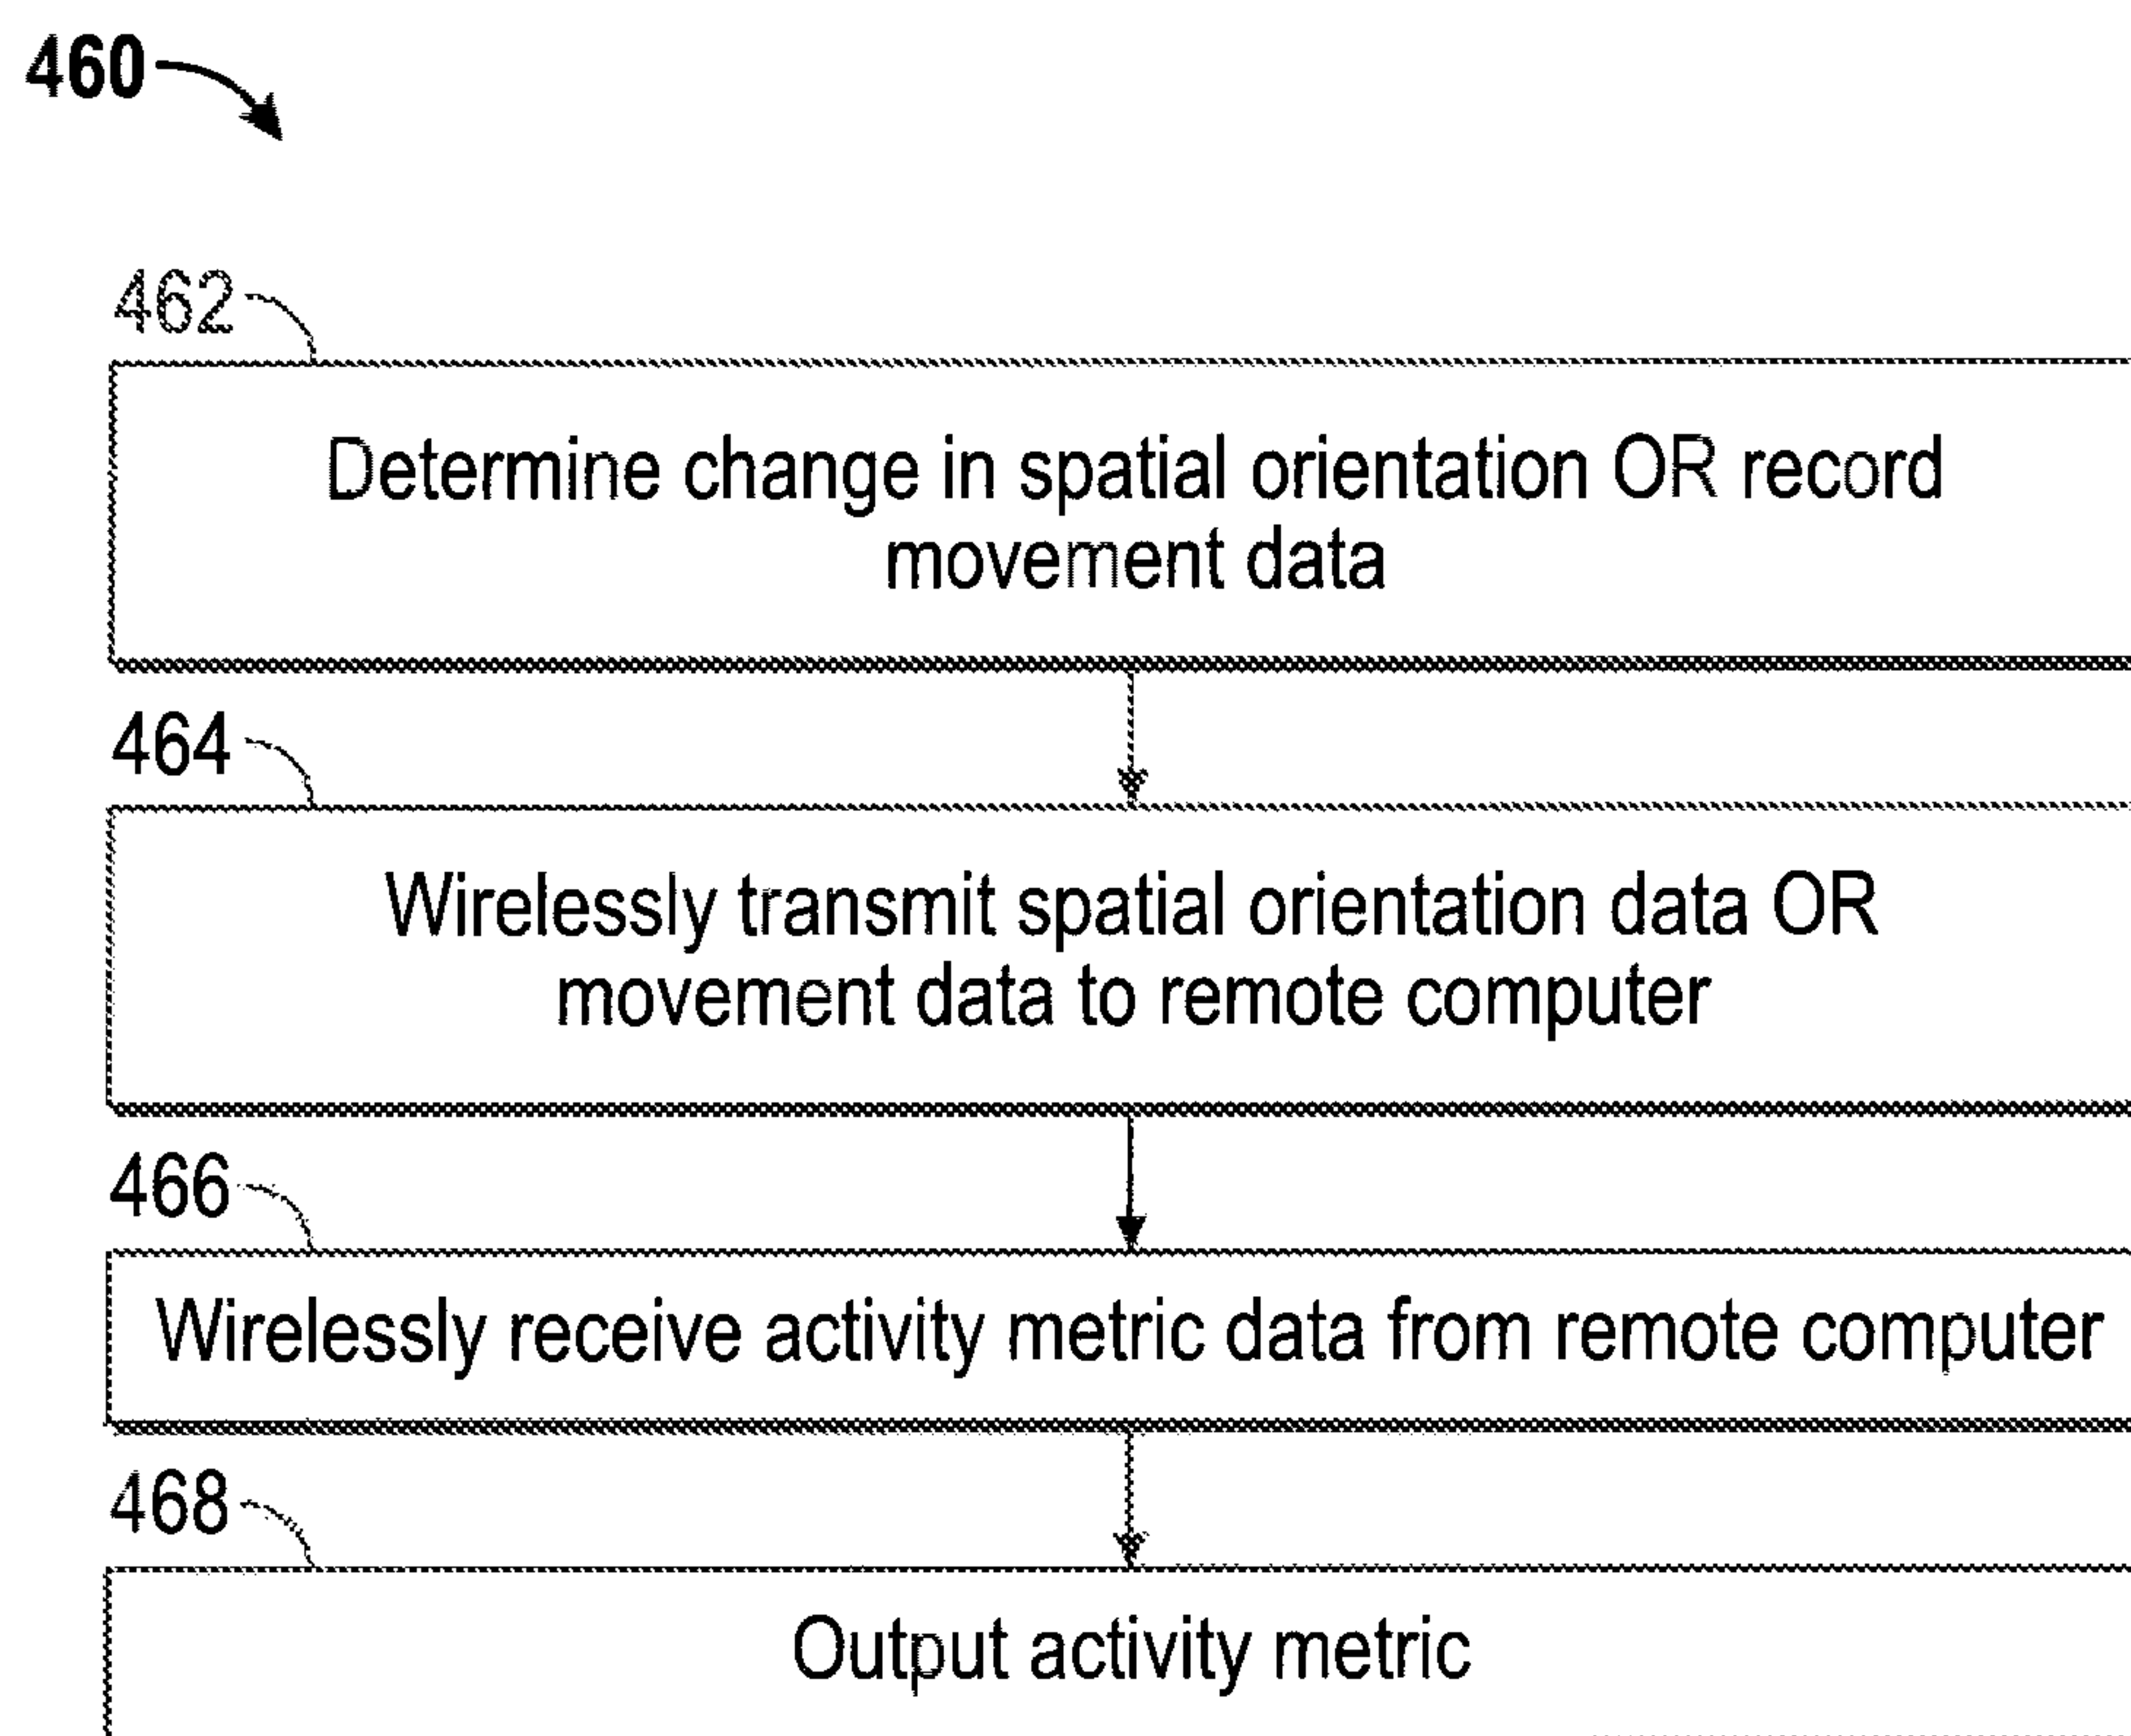 460
462
Determine change in spatial orientation OR record
movement data
464
Wirelessly transmit spatial orientation data OR
movement data to remote computer
466
Wirelessly receive activity metric data from remote computer
468
Output activity metric